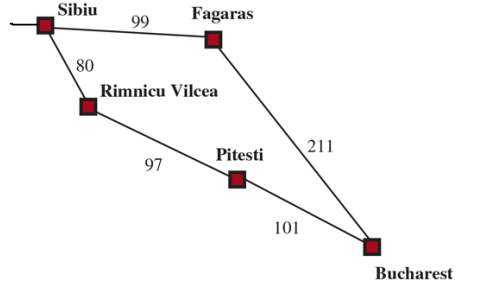 Sibiu
Fagaras
99
80
Rimnicu Vilcea
Pitesti
211
97
101
Bucharest